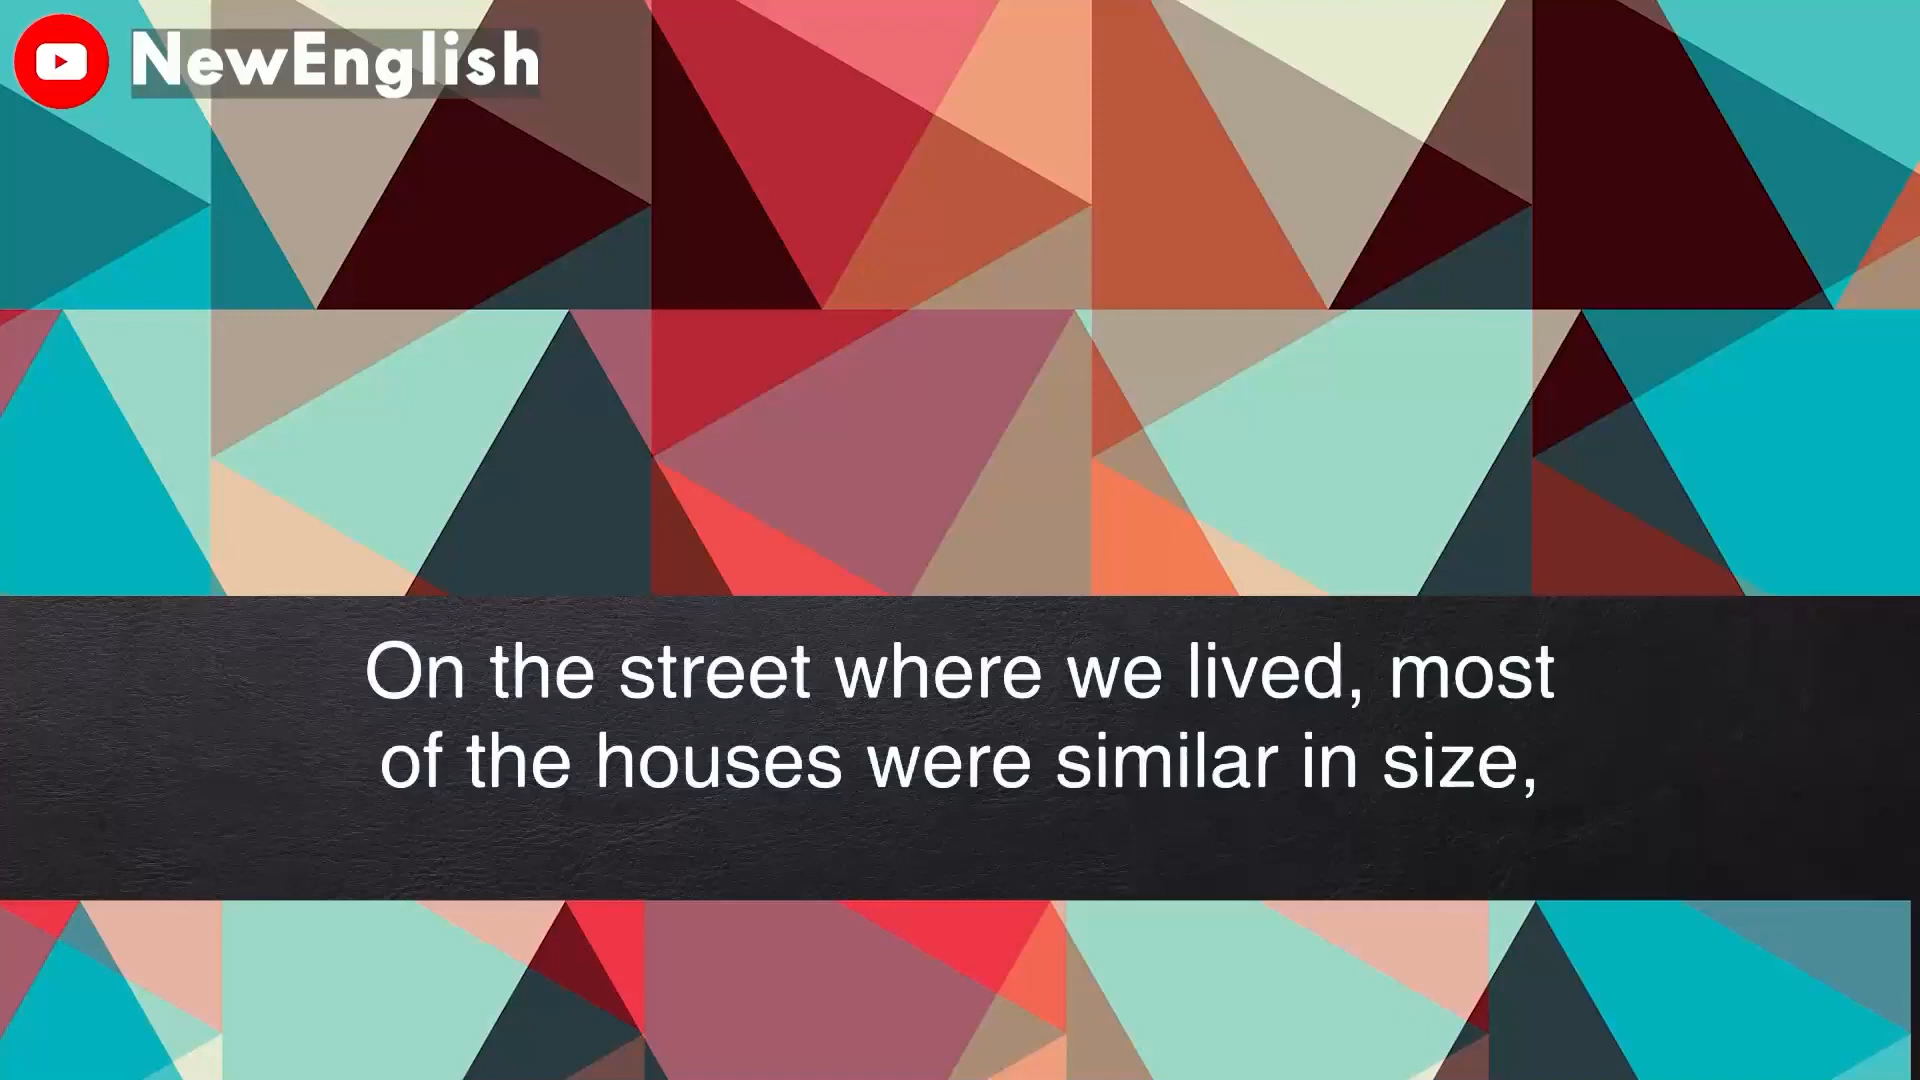 NewEnglish
On the street where we lived, most
of the houses were similar in size,